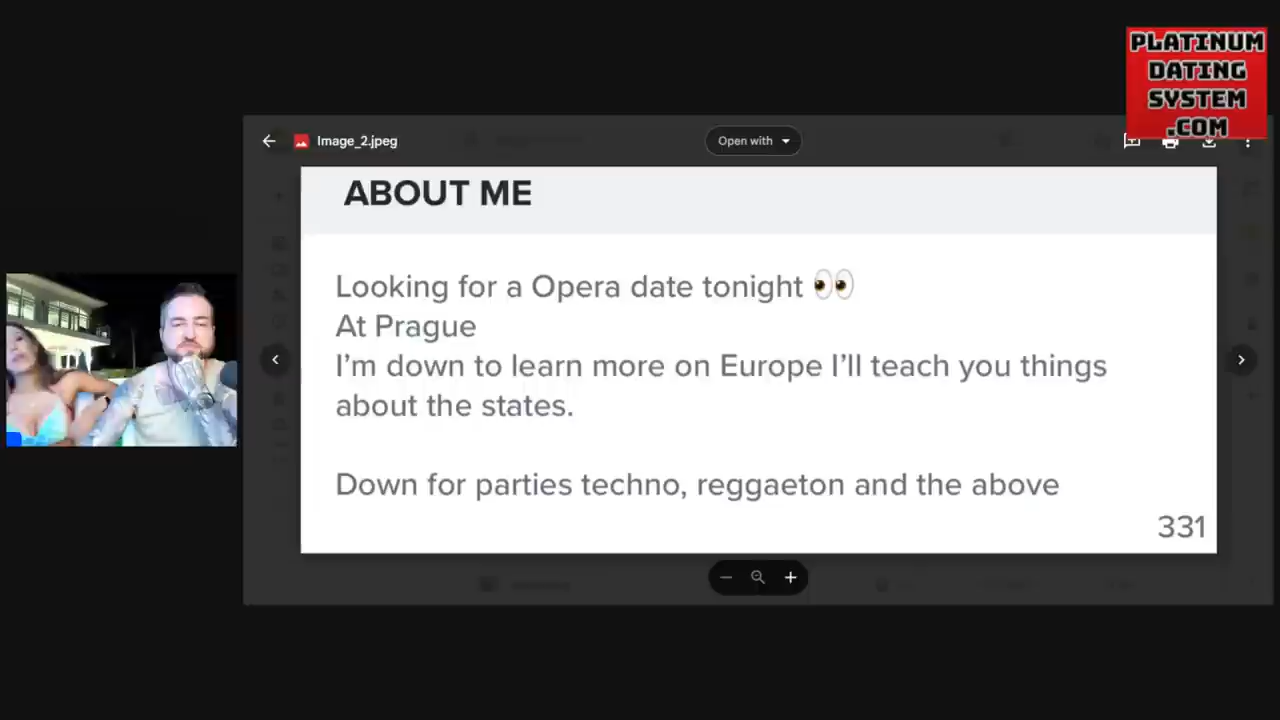 PLATINUM
DATING
SYSTEM
.COM
Image_2.jpeg
Open with
ABOUT ME
Looking for a Opera date tonight 👀
At Prague
I’m down to learn more on Europe I’ll teach you things
about the states.
Down for parties techno, reggaeton and the above
331